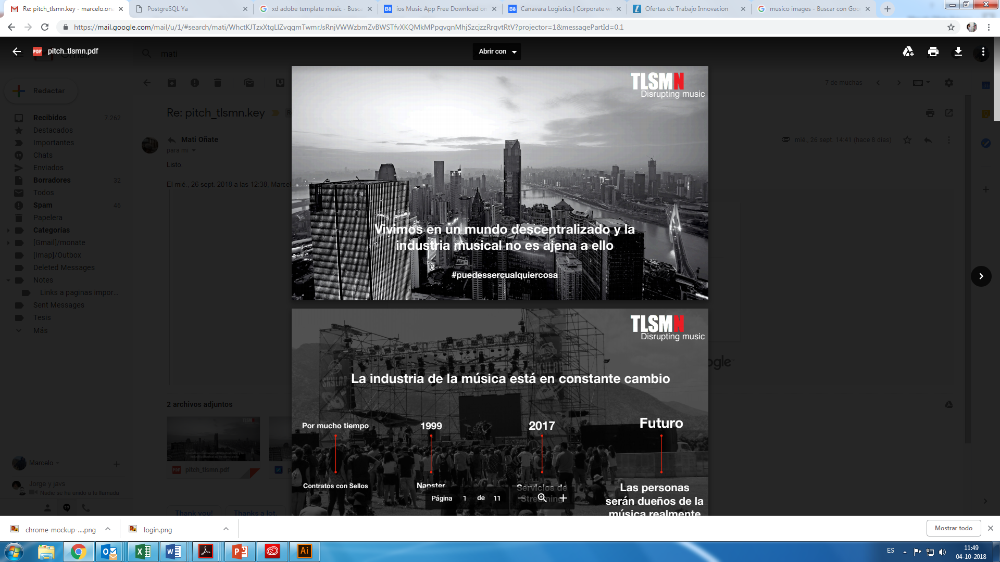 Re: pitch_tlsmn.key - marcelo.oña
PostgreSQL Ya
xd adobe template music - Busca
ios Music App Free Download on
Canavara Logistics | Corporate w
Ofertas de Trabajo Innovacion
musico images - Buscar con Goo
https://mail.google.com/mail/u/1/#search/mati/WhctKJTzxXtgLlZvqgmTwmrJsRnjVWWzbmZvBWSTfvXKQMkMPpgvgnMhjSzcjzzRrgvtRtV?projector=1&messagePartId=0.1
PDF pitch_tlsmn.pdf
mati
Abrir con
Redactar
7 de muchas
Recibidos 7.262
Destacados
Importantes
Chats
Enviados
Borradores 32
Todos
Spam 46
Papelera
Categorías
[Gmail]/monate
[Imap]/Outbox
Deleted Messages
Notes
Links a paginas impor...
Sent Messages
Tesis
Más
Re: pitch_tlsmn.key
Mati Oñate
para mi
mié., 26 sept. 14:41 (hace 8 días)
Listo.
El mié., 26 sept. 2018 a las 12:38, Marcel
TLSMN
Disrupting music
Vivimos en un mundo descentralizado y la
industria musical no es ajena a ello
#puedessercualquiercosa
TLSMN
Disrupting music
SKYLAB
La industria de la música está en constante cambio
Por mucho tiempo
1999
2017
Futuro
Contratos con Sellos
Napster
Servicios de
Streaming
Las personas
serán dueños de la
música realmente
Página 1 de 11
ogle
2 archivos adjuntos
PDF pitch_tlsmn.pdf
p
Marcelo
Jorge y java
Nadie se ha unido a tu llamada
Thank you!
Thanks a lot.
chrome-mockup-....png
login.png
Mostrar todo
ES
11:49
04-10-2018